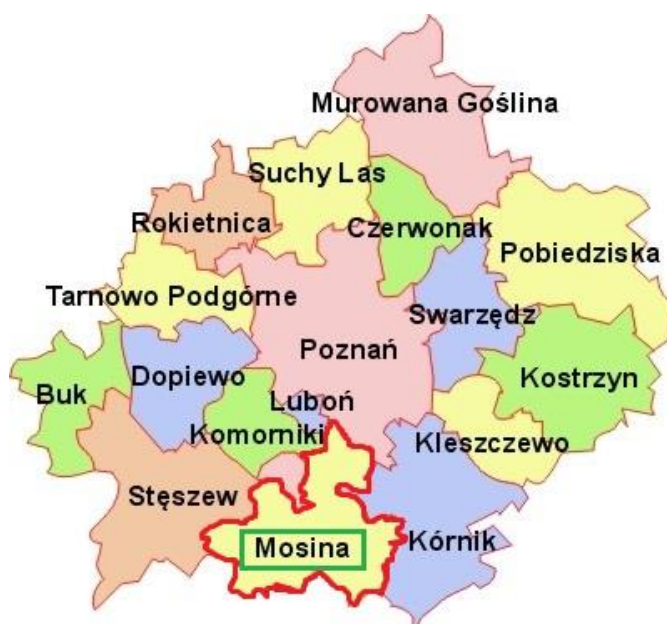 Murowana Goślina
Suchy Las
Rokietnica
Czerwonak
Pobiedziska
Tarnowo Podgórne
Swarzędz
Poznań
Buk
Dopiewo
Kostrzyn
Luboń
Komorniki
Kleszczewo
Stęszew
Mosina
Kórnik